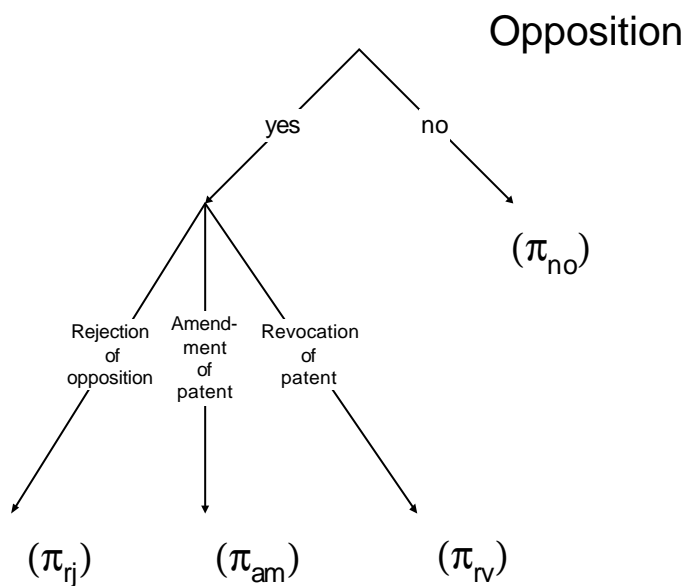 Opposition
yes
no
(π_no)
Rejection
of
opposition
Amend-
ment
of
patent
Revocation
of
patent
(π_rj)
(π_am)
(π_rv)